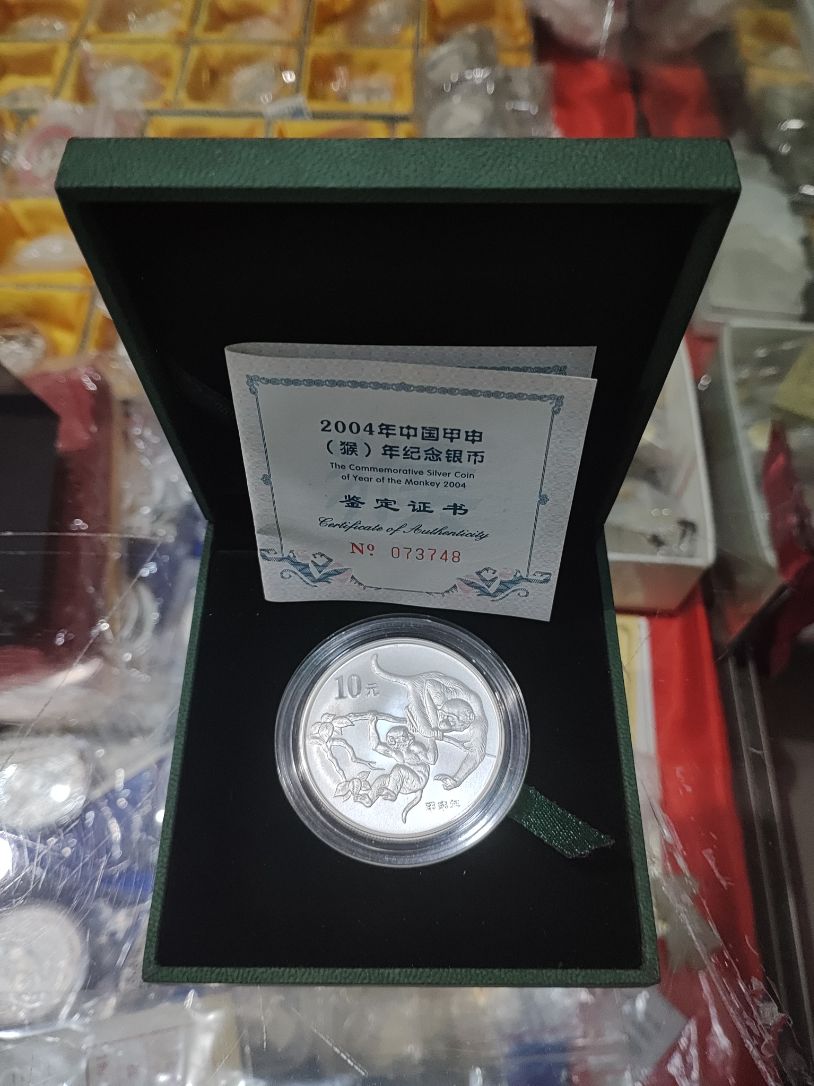 2004年中国甲申
（猴）年纪念银币
The Commemorative Silver Coin
of Year of the Monkey 2004
鉴定证书
Certificate of Authenticity
Nº 073748
10元